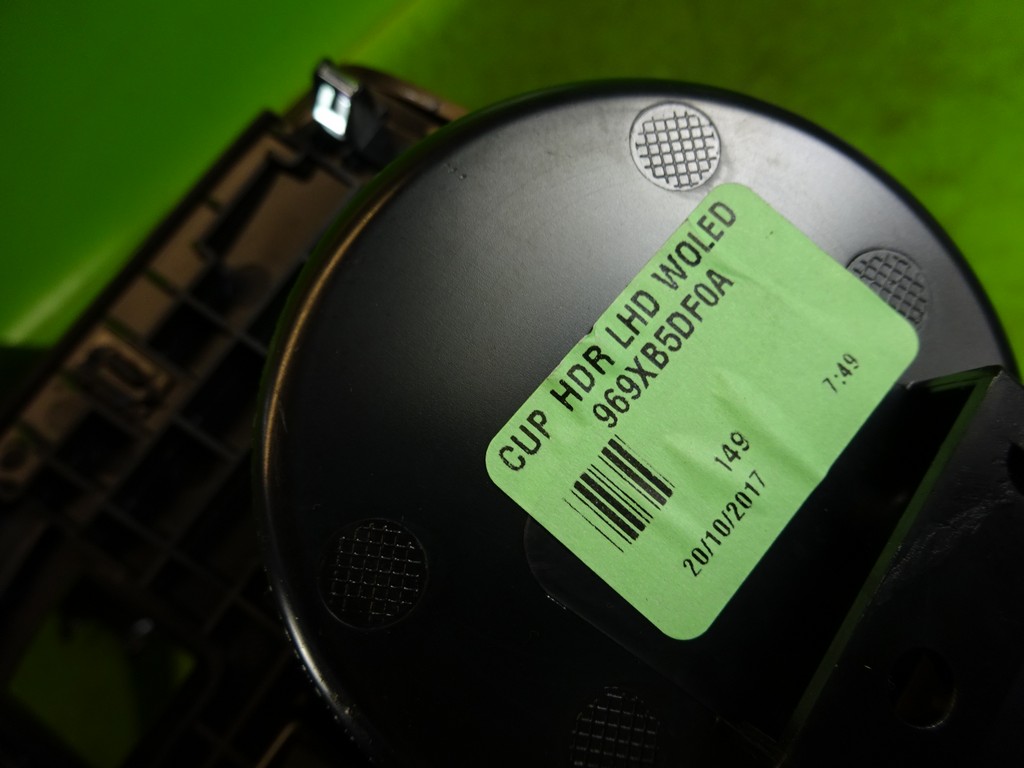 CUP HDR LHD WOLED
969XB5DF0A
149
7:49
20/10/2017